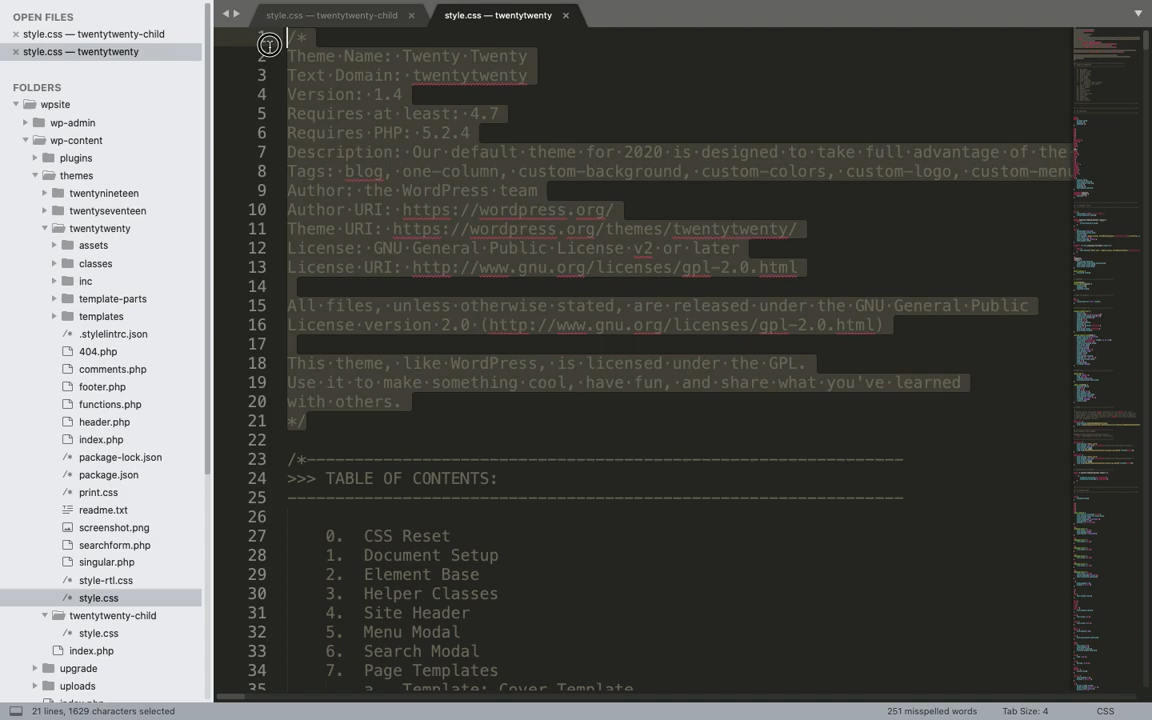 OPEN FILES
style.css — twentytwenty-child
style.css — twentytwenty
FOLDERS
wpsite
wp-admin
wp-content
plugins
themes
twentynineteen
twentyseventeen
twentytwenty
assets
classes
inc
template-parts
templates
.stylelintrc.json
404.php
comments.php
footer.php
functions.php
header.php
index.php
package-lock.json
package.json
print.css
readme.txt
screenshot.png
searchform.php
singular.php
style-rtl.css
style.css
twentytwenty-child
style.css
index.php
upgrade
uploads
style.css — twentytwenty-child
style.css — twentytwenty
1 /*
2 Theme Name: Twenty Twenty
3 Text Domain: twentytwenty
4 Version: 1.4
5 Requires at least: 4.7
6 Requires PHP: 5.2.4
7 Description: Our default theme for 2020 is designed to take full advantage of the
8 Tags: blog, one-column, custom-background, custom-colors, custom-logo, custom-menu
9 Author: the WordPress team
10 Author URI: https://wordpress.org/
11 Theme URI: https://wordpress.org/themes/twentytwenty/
12 License: GNU General Public License v2 or later
13 License URI: http://www.gnu.org/licenses/gpl-2.0.html
14
15 All files, unless otherwise stated, are released under the GNU General Public
16 License version 2.0 (http://www.gnu.org/licenses/gpl-2.0.html)
17
18 This theme, like WordPress, is licensed under the GPL.
19 Use it to make something cool, have fun, and share what you've learned
20 with others.
21 */
22
23 /*--------------------------------------------------------------
24 >>> TABLE OF CONTENTS:
25 ----------------------------------------------------------------
26
27 0. CSS Reset
28 1. Document Setup
29 2. Element Base
30 3. Helper Classes
31 4. Site Header
32 5. Menu Modal
33 6. Search Modal
34 7. Page Templates
35 a. Template: Cover Template
21 lines, 1629 characters selected
251 misspelled words
Tab Size: 4
CSS